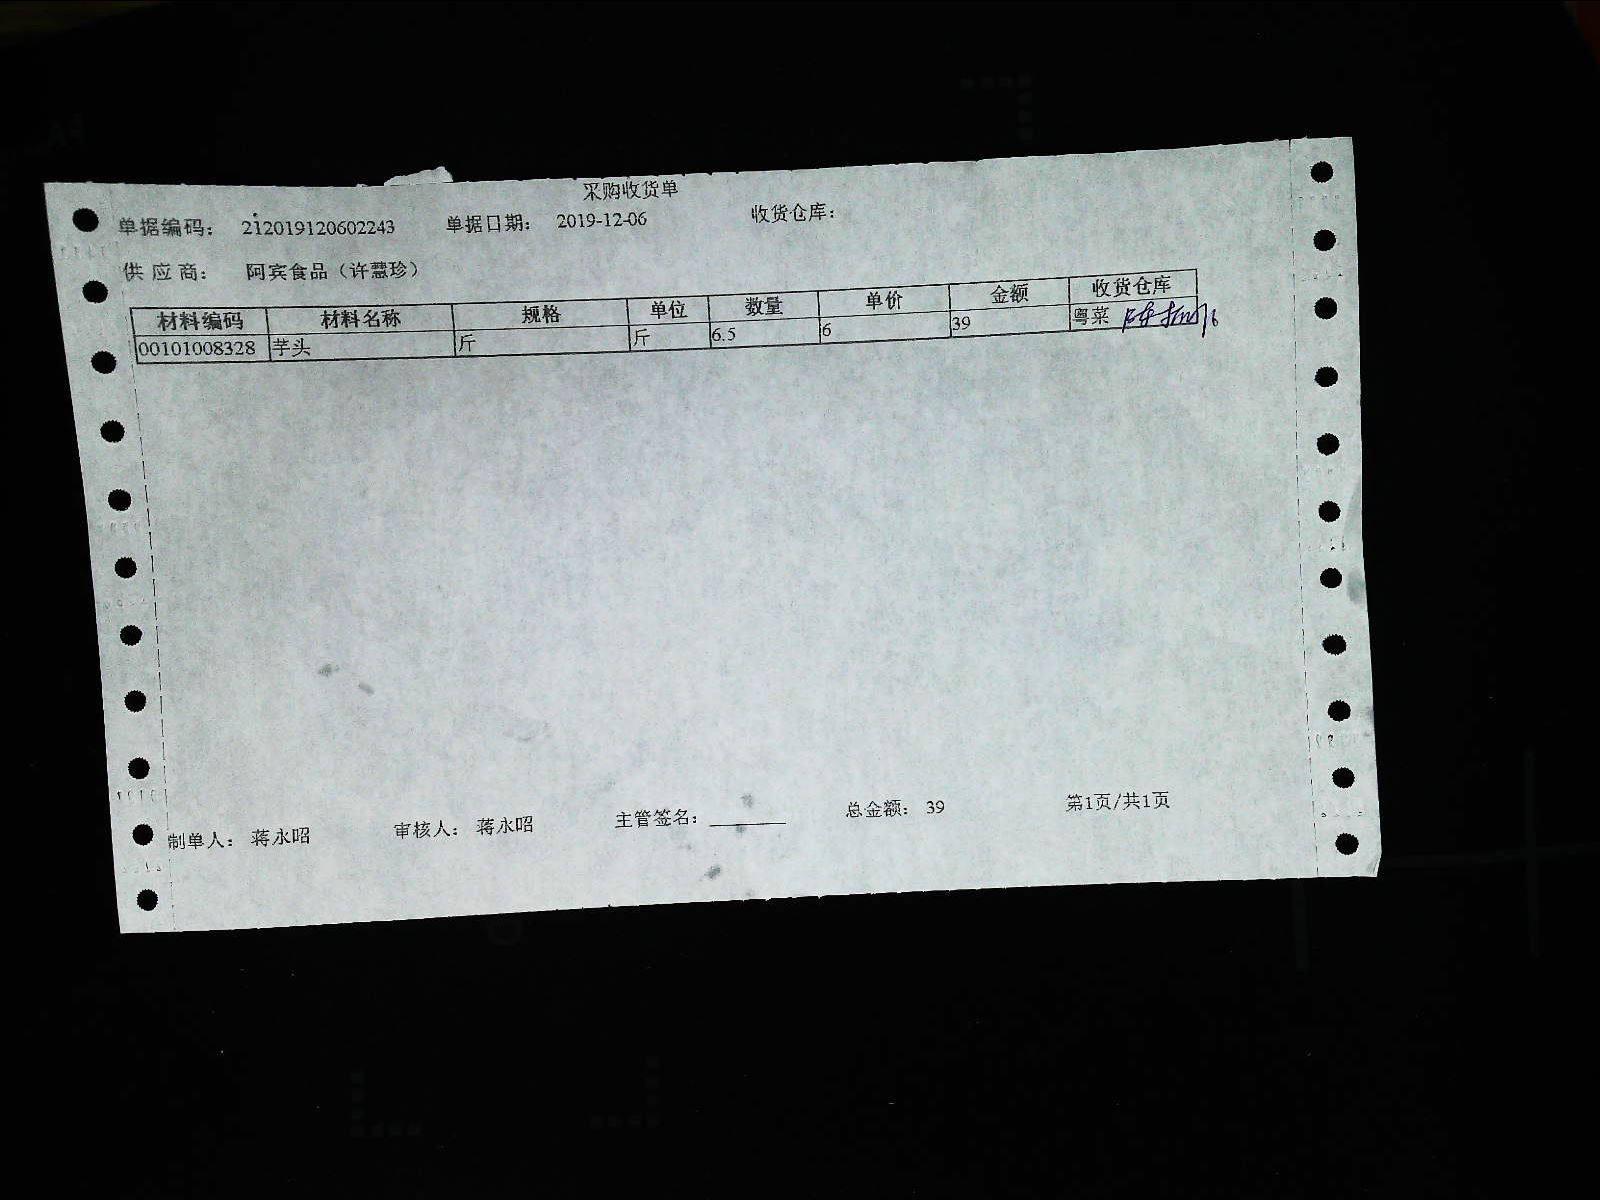 采购收货单
单据编码： 212019120602243 单据日期： 2019-12-06 收货仓库：
供应商： 阿宾食品（许慧珍）
材料编码 材料名称 规格 单位 数量 单价 金额 收货仓库
00101008328 芋头 斤 斤 6.5 6 39 粤菜
制单人： 蒋永昭 审核人： 蒋永昭 主管签名：________ 总金额： 39 第1页/共1页